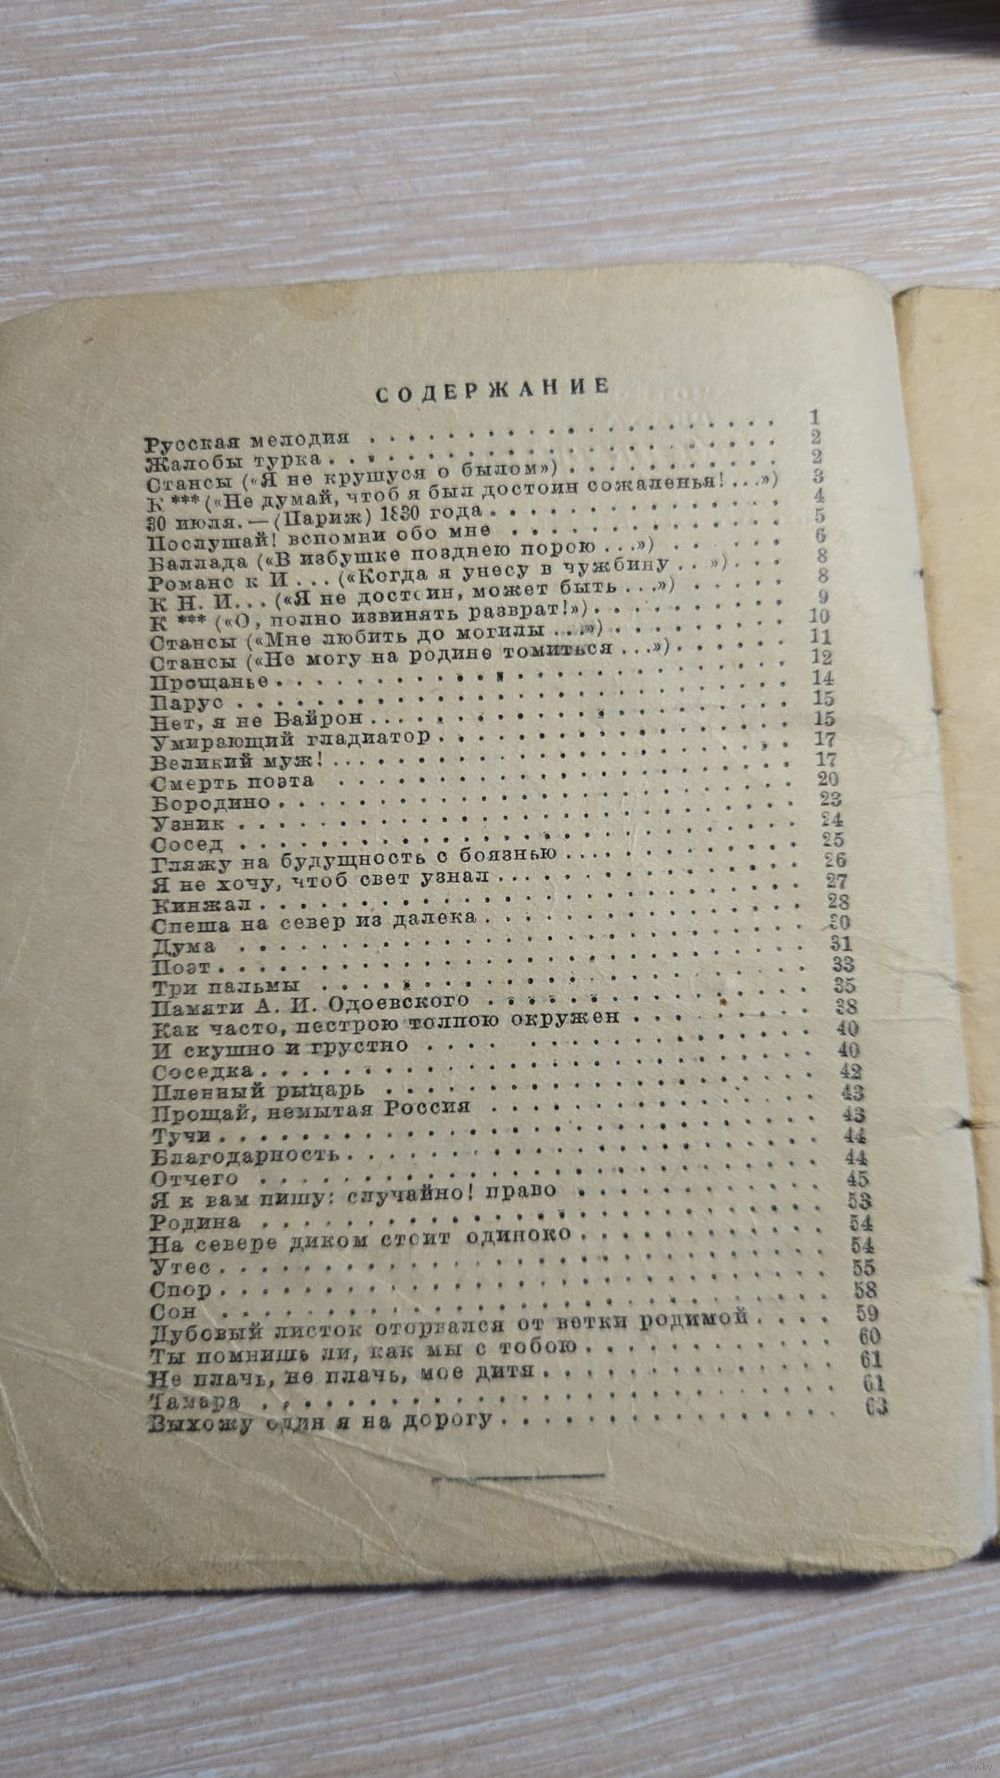 СОДЕРЖАНИЕ
Русская мелодия . . . . . . . . . . 1
Жалобы турка . . . . . . . . . . 2
Стансы («Я не крушуся о былом») . . . . . . . . . . 2
К *** («Не думай, чтоб я был достоин сожаленья! . . .») 3
30 июля. — (Париж) 1830 года . . . . . . . . . . 4
Послушай! вспомни обо мне . . . . . . . . . . 5
Баллада («В избушке позднею порою . . .») . . . . . 6
Романс к И . . . («Когда я унесу в чужбину . . .») . . . 8
К Н. И. . . («Я не достоин, может быть . . .») . . . . . 8
К *** («О, полно извинять разврат!») . . . . . . . . . . 9
Стансы («Мне любить до могилы . . .») . . . . . . . . . . 10
Стансы («Не могу на родине томиться . . .») . . . . . . 11
Прощанье . . . . . . . . . . 12
Парус . . . . . . . . . . 14
Нет, я не Байрон . . . . . . . . . . 15
Умирающий гладиатор . . . . . . . . . . 15
Великий муж! . . . . . . . . . . 17
Смерть поэта . . . . . . . . . . 17
Бородино . . . . . . . . . . 20
Узник . . . . . . . . . . 23
Сосед . . . . . . . . . . 24
Гляжу на будущность с боязнью . . . . . . . . . . 25
Я не хочу, чтоб свет узнал . . . . . . . . . . 26
Кинжал . . . . . . . . . . 27
Спеша на север из далека . . . . . . . . . . 28
Дума . . . . . . . . . . 30
Поэт . . . . . . . . . . 31
Три пальмы . . . . . . . . . . 33
Памяти А. И. Одоевского . . . . . . . . . . 35
Как часто, пестрою толпою окружен . . . . . . . . . 38
И скушно и грустно . . . . . . . . . . 40
Соседка . . . . . . . . . . 40
Пленный рыцарь . . . . . . . . . . 42
Прощай, немытая Россия . . . . . . . . . . 43
Тучи . . . . . . . . . . 43
Благодарность . . . . . . . . . . 44
Отчего . . . . . . . . . . 44
Я к вам пишу: случайно! право . . . . . . . . . . 45
Родина . . . . . . . . . . 53
На севере диком стоит одиноко . . . . . . . . . . 54
Утес . . . . . . . . . . 54
Спор . . . . . . . . . . 55
Сон . . . . . . . . . . 58
Дубовый листок оторвался от ветки родимой . . . . 59
Ты помнишь ли, как мы с тобою . . . . . . . . . . 60
Не плачь, не плачь, мое дитя . . . . . . . . . . 61
Тамара . . . . . . . . . . 61
Выхожу один я на дорогу . . . . . . . . . . 63
www.ay.by